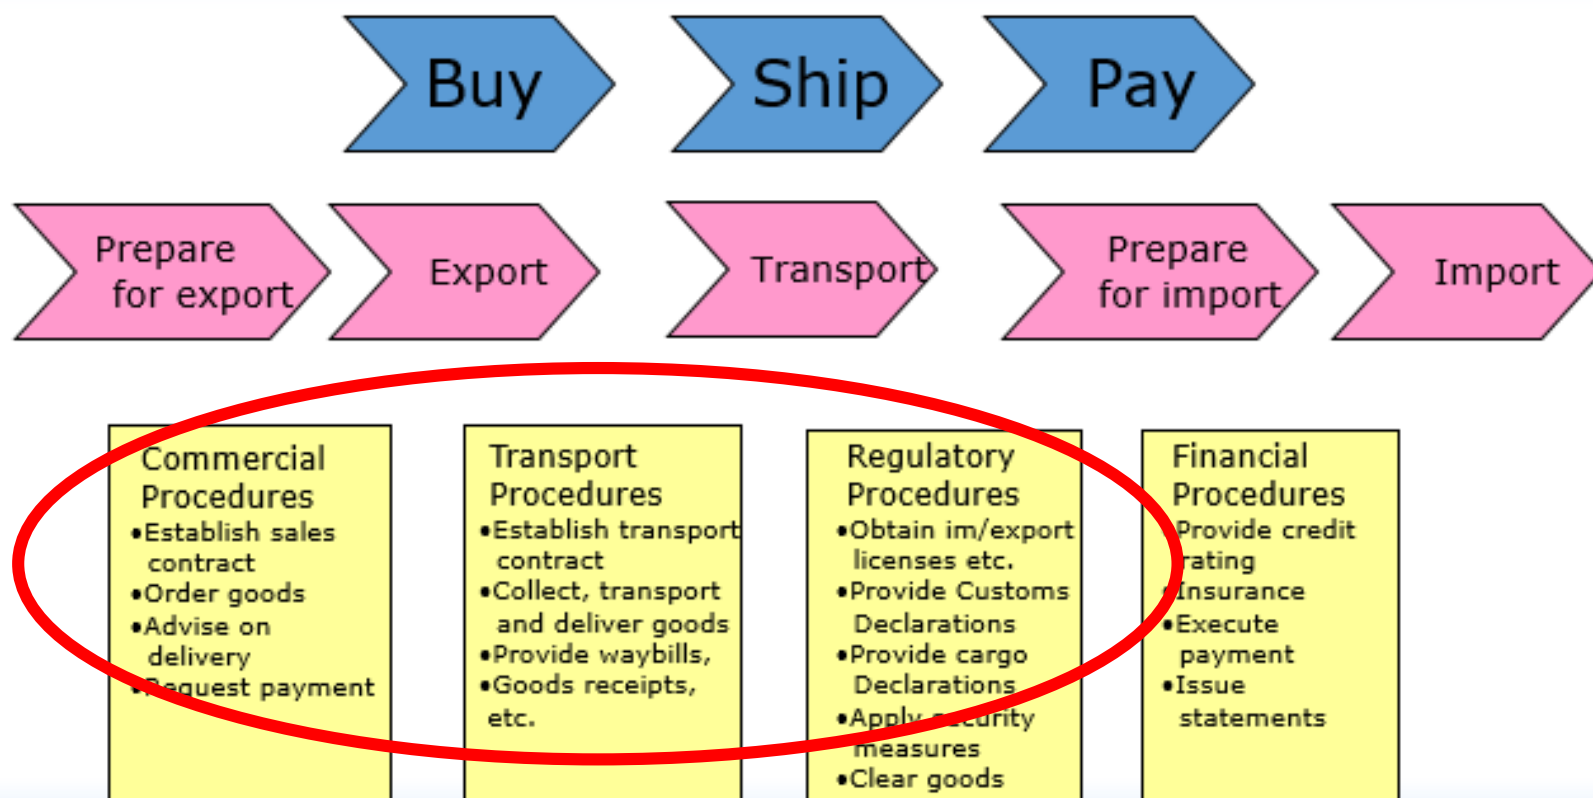 Buy
Ship
Pay
Prepare
for export
Export
Transport
Prepare
for import
Import
Commercial
Procedures
•Establish sales
contract
•Order goods
•Advise on
delivery
•Request payment
Transport
Procedures
•Establish transport
contract
•Collect, transport
and deliver goods
•Provide waybills,
•Goods receipts,
etc.
Regulatory
Procedures
•Obtain im/export
licenses etc.
•Provide Customs
Declarations
•Provide cargo
Declarations
•Apply security
measures
•Clear goods
Financial
Procedures
•Provide credit
rating
•Insurance
•Execute
payment
•Issue
statements